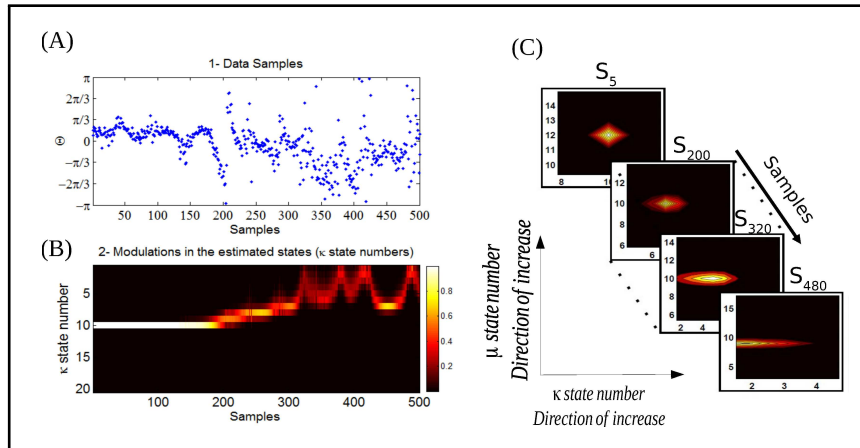 (A)
1- Data Samples
π
2π/3
π/3
0
−π/3
−2π/3
−π
Θ
50 100 150 200 250 300 350 400 450 500
Samples
(B)
2- Modulations in the estimated states (κ state numbers)
5
10
15
20
κ state number
100 200 300 400 500
Samples
0.8
0.6
0.4
0.2
(C)
S5
14
13
12
11
10
8 10
S200
12
10
8
6
6
S320
14
12
10
8
6
2 4
S480
15
10
5
2 3 4
Samples
μ state number
Direction of increase
κ state number
Direction of increase